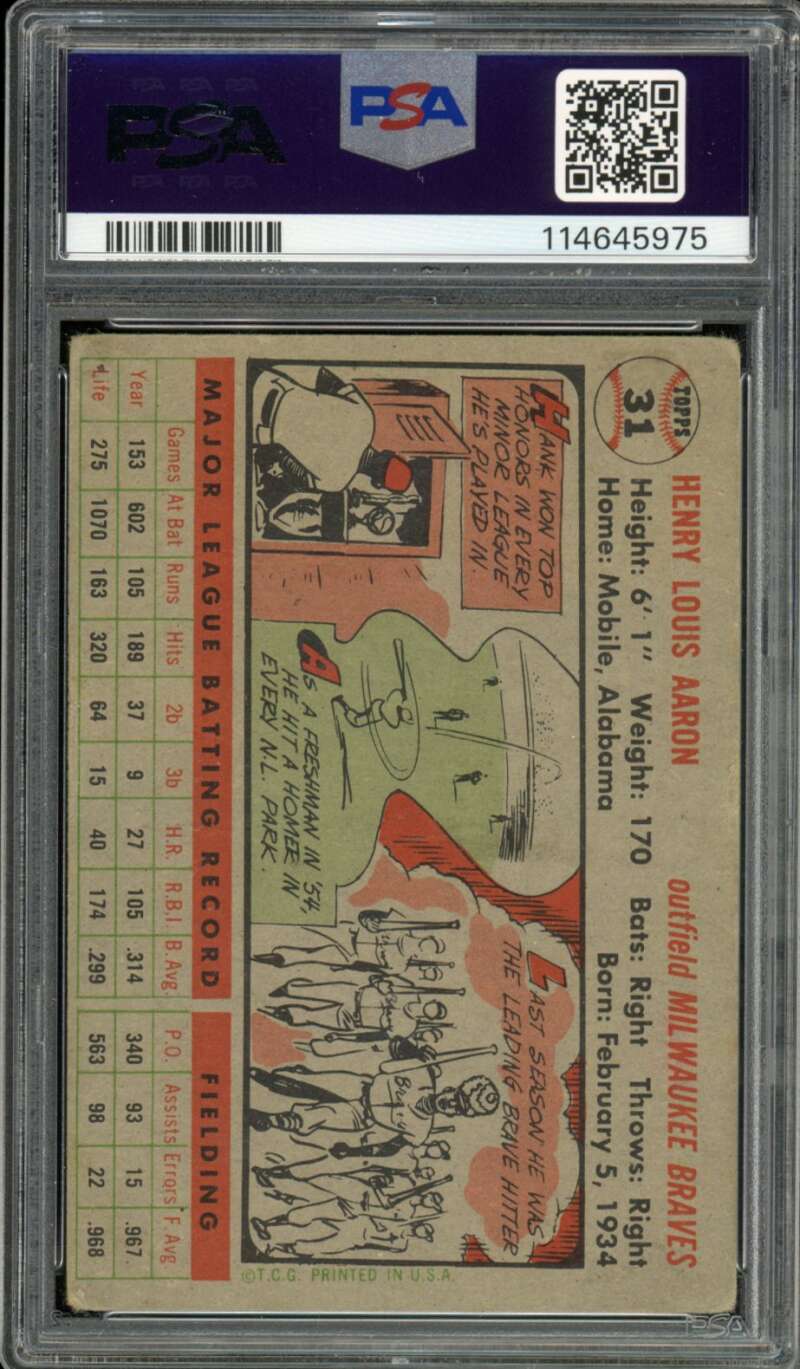 PSA
PSA
114645975
TOPPS
31
HENRY LOUIS AARON outfield MILWAUKEE BRAVES
Height: 6' 1" Weight: 170 Bats: Right Throws: Right
Home: Mobile, Alabama Born: February 5, 1934
HANK WON TOP
HONORS IN EVERY
MINOR LEAGUE
HE'S PLAYED IN.
AS A FRESHMAN IN '54,
HE HIT A HOMER IN
EVERY N.L. PARK.
LAST SEASON HE WAS
THE LEADING BRAVE HITTER
Braves
©T.C.G. PRINTED IN U.S.A.
MAJOR LEAGUE BATTING RECORD FIELDING
Games At Bat Runs Hits 2b 3b H.R. R.B.I B.Avg. P.O. Assists Errors F. Avg
Year 153 602 105 189 37 9 27 105 .314 340 93 15 .967
Life 275 1070 163 320 64 15 40 174 .299 563 98 22 .968
PSA